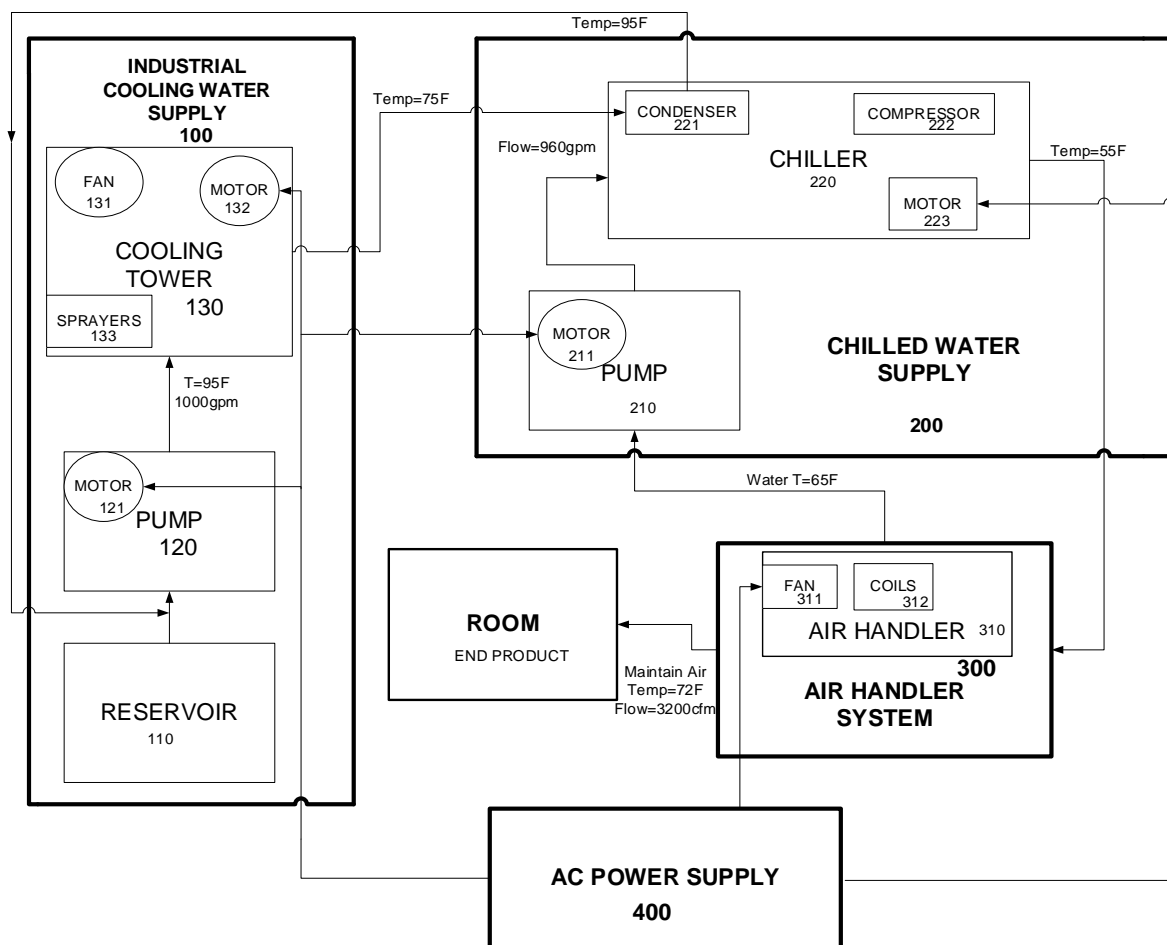 Temp=95F
INDUSTRIAL
COOLING WATER
SUPPLY
100
FAN
131
MOTOR
132
COOLING
TOWER
130
SPRAYERS
133
T=95F
1000gpm
MOTOR
121
PUMP
120
RESERVOIR
110
Temp=75F
Flow=960gpm
CONDENSER
221
COMPRESSOR
222
CHILLER
220
MOTOR
223
Temp=55F
MOTOR
211
PUMP
210
CHILLED WATER
SUPPLY
200
Water T=65F
ROOM
END PRODUCT
Maintain Air
Temp=72F
Flow=3200cfm
FAN
311
COILS
312
AIR HANDLER 310
300
AIR HANDLER
SYSTEM
AC POWER SUPPLY
400